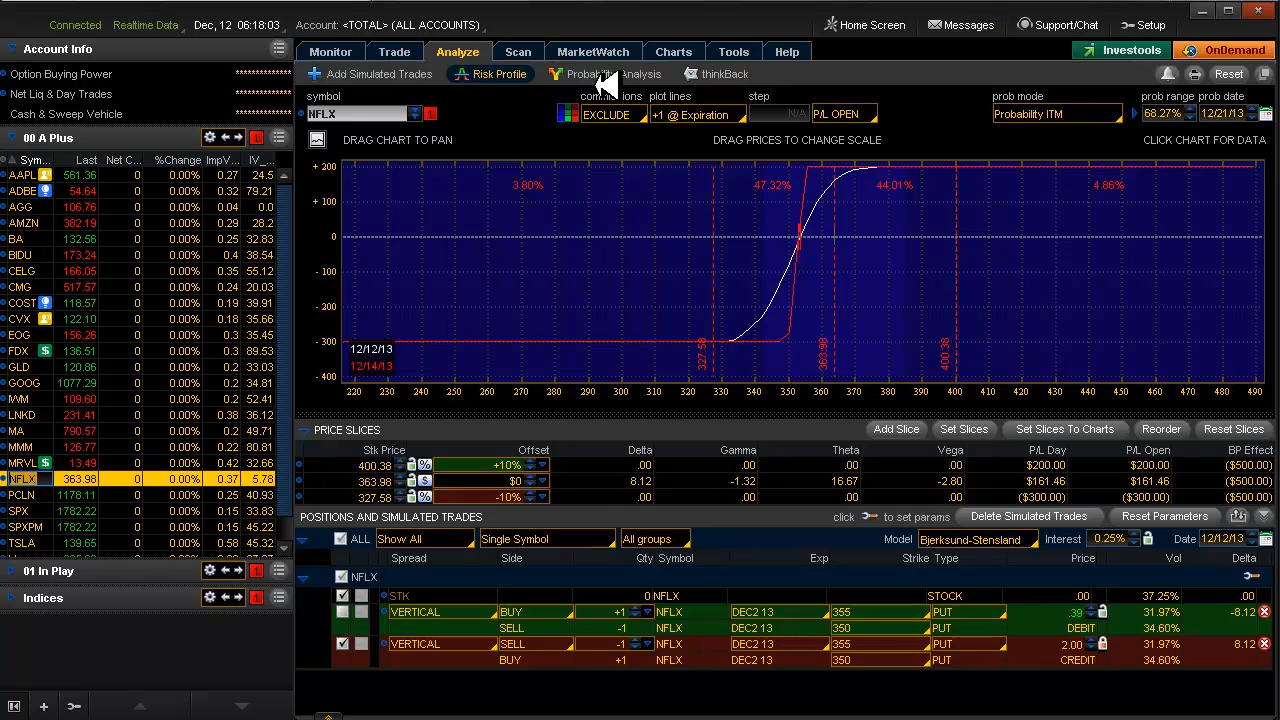 Connected Realtime Data Dec, 12 06:18:03 Account: <TOTAL> (ALL ACCOUNTS) Home Screen Messages Support/Chat Setup
Account Info
Monitor Trade Analyze Scan MarketWatch Charts Tools Help Investools OnDemand
Option Buying Power ************
Net Liq & Day Trades ************
Cash & Sweep Vehicle ************
Add Simulated Trades Risk Profile Analysis thinkBack Reset
symbol plot lines step prob mode prob range prob date
NFLX 1 EXCLUDE +1 @ Expiration N/A P/L OPEN Probability ITM 68.27% 12/21/13
DRAG CHART TO PAN DRAG PRICES TO CHANGE SCALE CLICK CHART FOR DATA
00 A Plus
Sym... Last Net C... %Change ImpV... IV_...
AAPL 561.36 0 0.00% 0.27 24.5
ADBE 54.64 0 0.00% 0.32 79.21
AGG 106.76 0 0.00% 0.04 0.0
AMZN 382.19 0 0.00% 0.29 28.2
BA 132.56 0 0.00% 0.25 32.83
BIDU 173.24 0 0.00% 0.4 38.54
CELG 166.05 0 0.00% 0.35 55.12
CMG 517.57 0 0.00% 0.24 20.03
COST 118.57 0 0.00% 0.19 39.91
CVX 122.10 0 0.00% 0.18 35.66
EOG 156.26 0 0.00% 0.3 35.45
FDX $ 136.51 0 0.00% 0.3 89.53
GLD 120.86 0 0.00% 0.2 33.03
GOOG 1077.29 0 0.00% 0.2 34.81
IWM 109.60 0 0.00% 0.2 52.41
LNKD 231.41 0 0.00% 0.38 36.12
MA 790.57 0 0.00% 0.2 49.71
MMM 126.77 0 0.00% 0.22 80.81
MRVL $ 13.49 0 0.00% 0.42 32.66
NFLX 363.98 0 0.00% 0.37 5.78
PCLN 1178.11 0 0.00% 0.25 40.93
SPX 1782.22 0 0.00% 0.15 33.83
SPXPM 1782.22 0 0.00% 0.15 45.22
TSLA 139.65 0 0.00% 0.58 45.32
01 In Play
Indices
+ 200
+ 100
0
- 100
- 200
- 300
- 400
3.80% 47.32% 44.01% 4.86%
327.58 363.98 400.38
12/12/13
12/14/13
220 230 240 250 260 270 280 290 300 310 320 330 340 350 360 370 380 390 400 410 420 430 440 450 460 470 480 490
PRICE SLICES Add Slice Set Slices Set Slices To Charts Reorder Reset Slices
Stk Price Offset Delta Gamma Theta Vega P/L Day P/L Open BP Effect
400.38 % +10% .00 .00 .00 .00 $200.00 $200.00 ($500.00)
363.98 $ $0 8.12 -1.32 16.67 -2.80 $161.46 $161.46 ($500.00)
327.58 % -10% .00 .00 .00 .00 ($300.00) ($300.00) ($500.00)
POSITIONS AND SIMULATED TRADES click to set params Delete Simulated Trades Reset Parameters
ALL Show All Single Symbol All groups Model Bjerksund-Stensland Interest 0.25% Date 12/12/13
Spread Side Qty Symbol Exp Strike Type Price Vol Delta
NFLX
STK 0 NFLX STOCK .00 37.25% .00
VERTICAL BUY +1 NFLX DEC2 13 355 PUT .39 31.97% -8.12
SELL -1 NFLX DEC2 13 350 PUT DEBIT 34.60%
VERTICAL SELL -1 NFLX DEC2 13 355 PUT 2.00 31.97% 8.12
BUY +1 NFLX DEC2 13 350 PUT CREDIT 34.60%